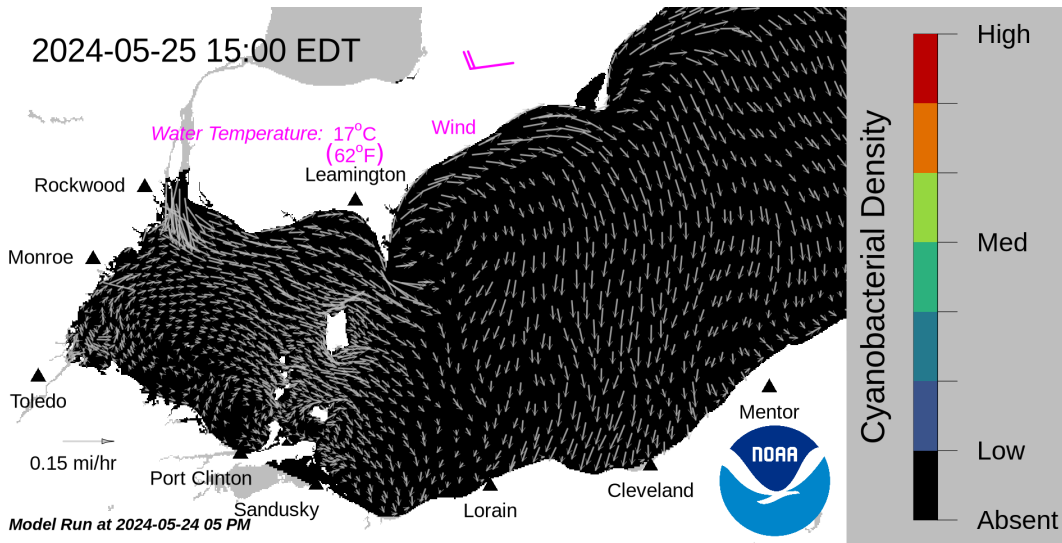 2024-05-25 15:00 EDT
High
Wind
Water Temperature: 17°C
(62°F)
Leamington
Rockwood
Monroe
Med
Cyanobacterial Density
Toledo
Mentor
NOAA
0.15 mi/hr
Low
Port Clinton
Cleveland
Sandusky
Lorain
Model Run at 2024-05-24 05 PM
Absent